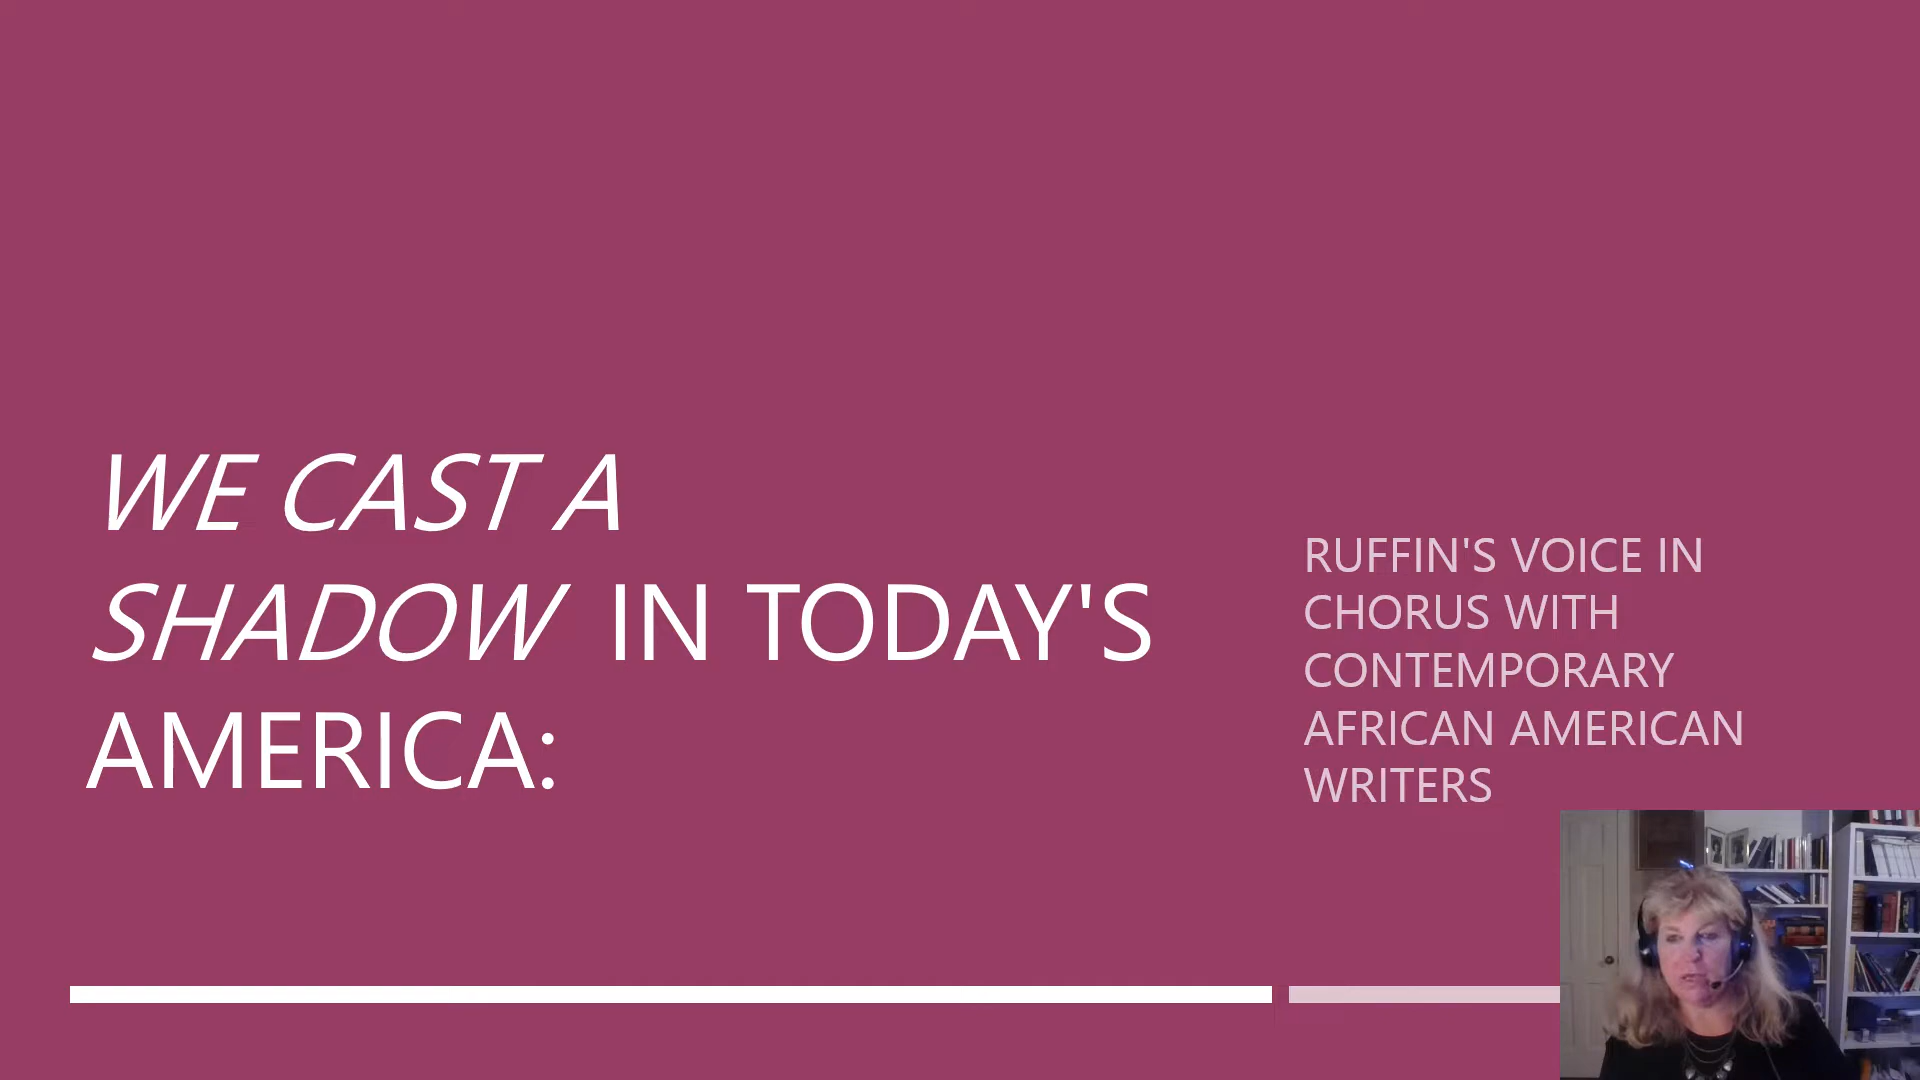 WE CAST A
SHADOW IN TODAY'S
AMERICA:
RUFFIN'S VOICE IN
CHORUS WITH
CONTEMPORARY
AFRICAN AMERICAN
WRITERS